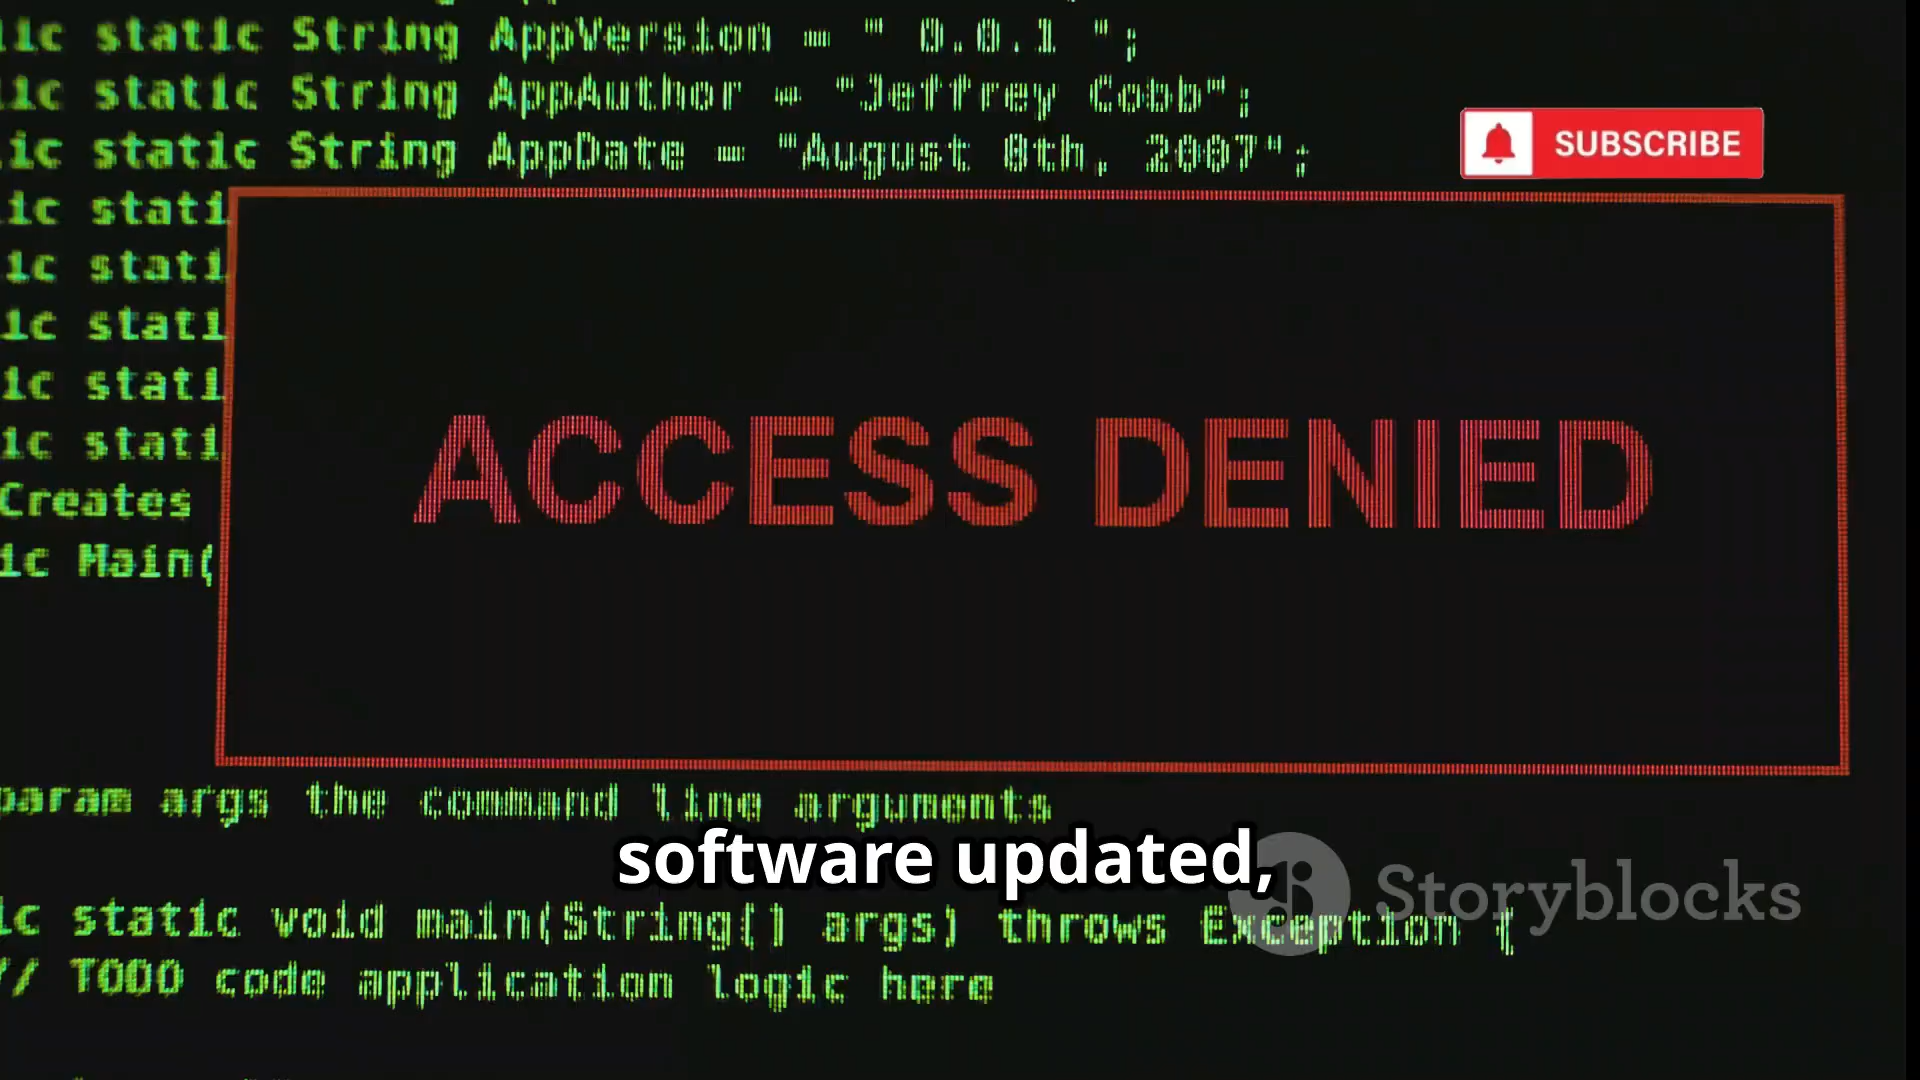 lic static String AppVersion = " 0.0.1 ";
lic static String AppAuthor = "Jeffrey Cobb";
SUBSCRIBE
ic static String AppDate = "August 8th, 2007";
ic stati
ic stati
ic stati
ic stati
ic stati
ACCESS DENIED
Creates
ic Main(
param args the command line arguments
software updated,
Storyblocks
ic static void main(String[] args) throws Exception {
// TODO code application logic here